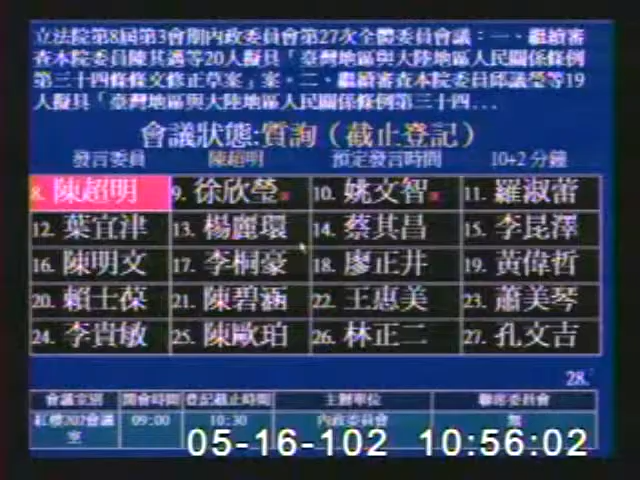 立法院第8屆第3會期內政委員會第27次全體委員會議：一、繼續審
查本院委員陳其邁等20人擬具「臺灣地區與大陸地區人民關係條例
第三十四條條文修正草案」案。二、繼續審查本院委員邱議瑩等19
人擬具「臺灣地區與大陸地區人民關係條例第三十四...
會議狀態:質詢（截止登記）
發言委員 陳超明 預定發言時間 10+2 分鐘
8. 陳超明 9. 徐欣瑩 10. 姚文智 11. 羅淑蕾
12. 葉宜津 13. 楊麗環 14. 蔡其昌 15. 李昆澤
16. 陳明文 17. 李桐豪 18. 廖正井 19. 黃偉哲
20. 賴士葆 21. 陳碧涵 22. 王惠美 23. 蕭美琴
24. 李貴敏 25. 陳歐珀 26. 林正二 27. 孔文吉
28.
會議室別 開會時間 登記截止時間 主辦單位 聯席委員會
紅樓202會議室 09:00 10:30 內政委員會 無
05-16-102 10:56:02